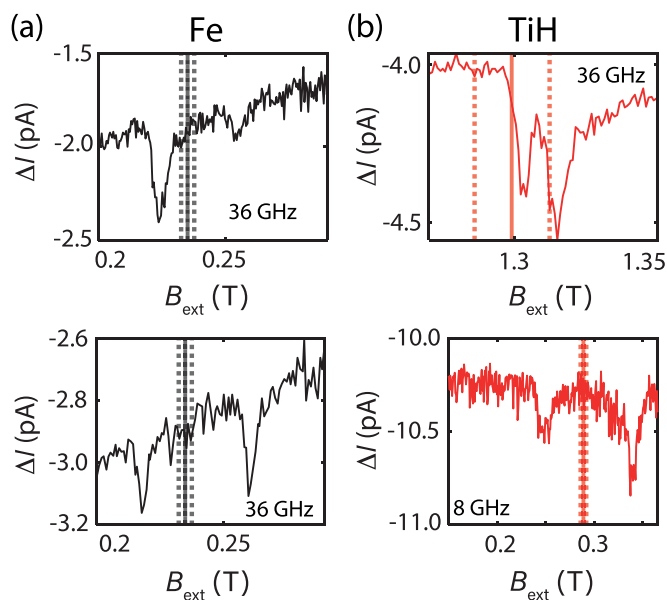 (a) Fe (b) TiH
-1.5
-2.0
-2.5
ΔI (pA)
36 GHz
0.2 0.25
B_ext (T)
-4.0
-4.5
ΔI (pA)
36 GHz
1.3 1.35
B_ext (T)
-2.6
-2.8
-3.0
-3.2
ΔI (pA)
36 GHz
0.2 0.25
B_ext (T)
-10.0
-10.5
-11.0
ΔI (pA)
8 GHz
0.2 0.3
B_ext (T)